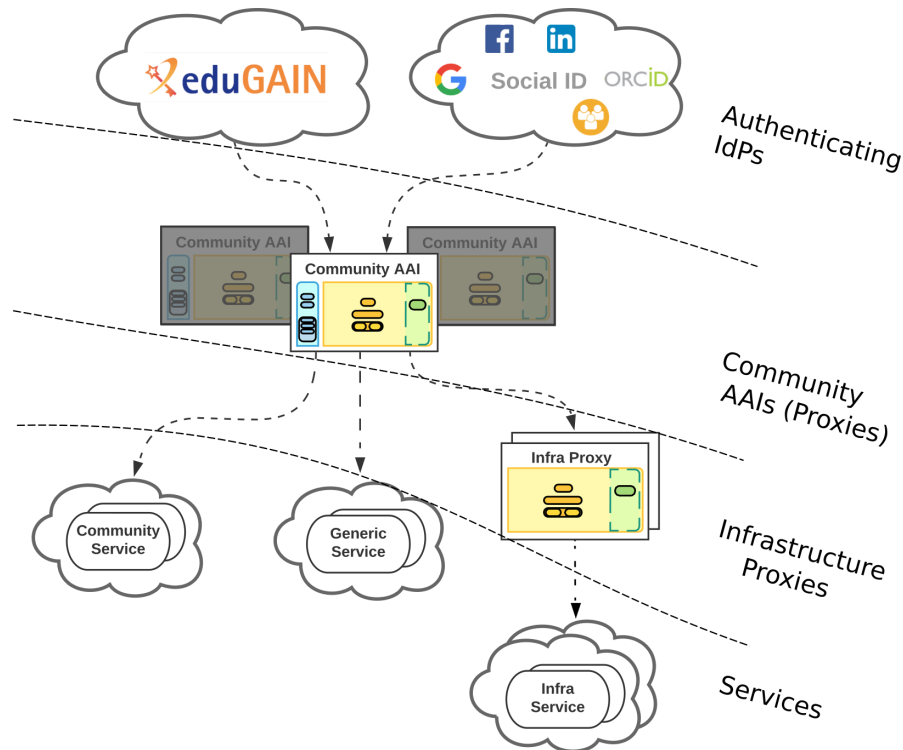 eduGAIN
Social ID
ORCiD
Authenticating
IdPs
Community AAI
Community AAI
Community AAI
Community
AAIs (Proxies)
Infra Proxy
Community
Service
Generic
Service
Infrastructure
Proxies
Infra
Service
Services